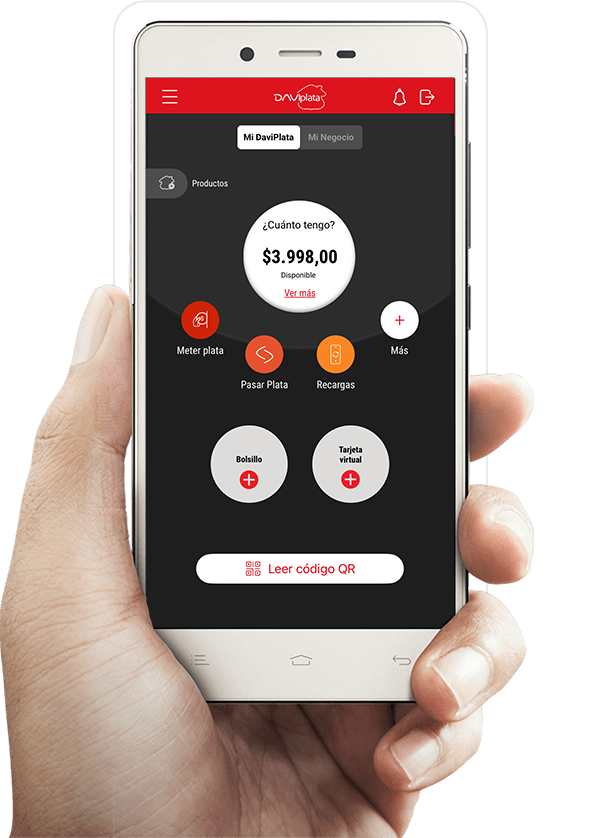 DAVIplata
Mi DaviPlata
Mi Negocio
Productos
¿Cuánto tengo?
$3.998,00
Disponible
Ver más
Meter plata
Pasar Plata
Recargas
Más
Bolsillo
Tarjeta
virtual
Leer código QR